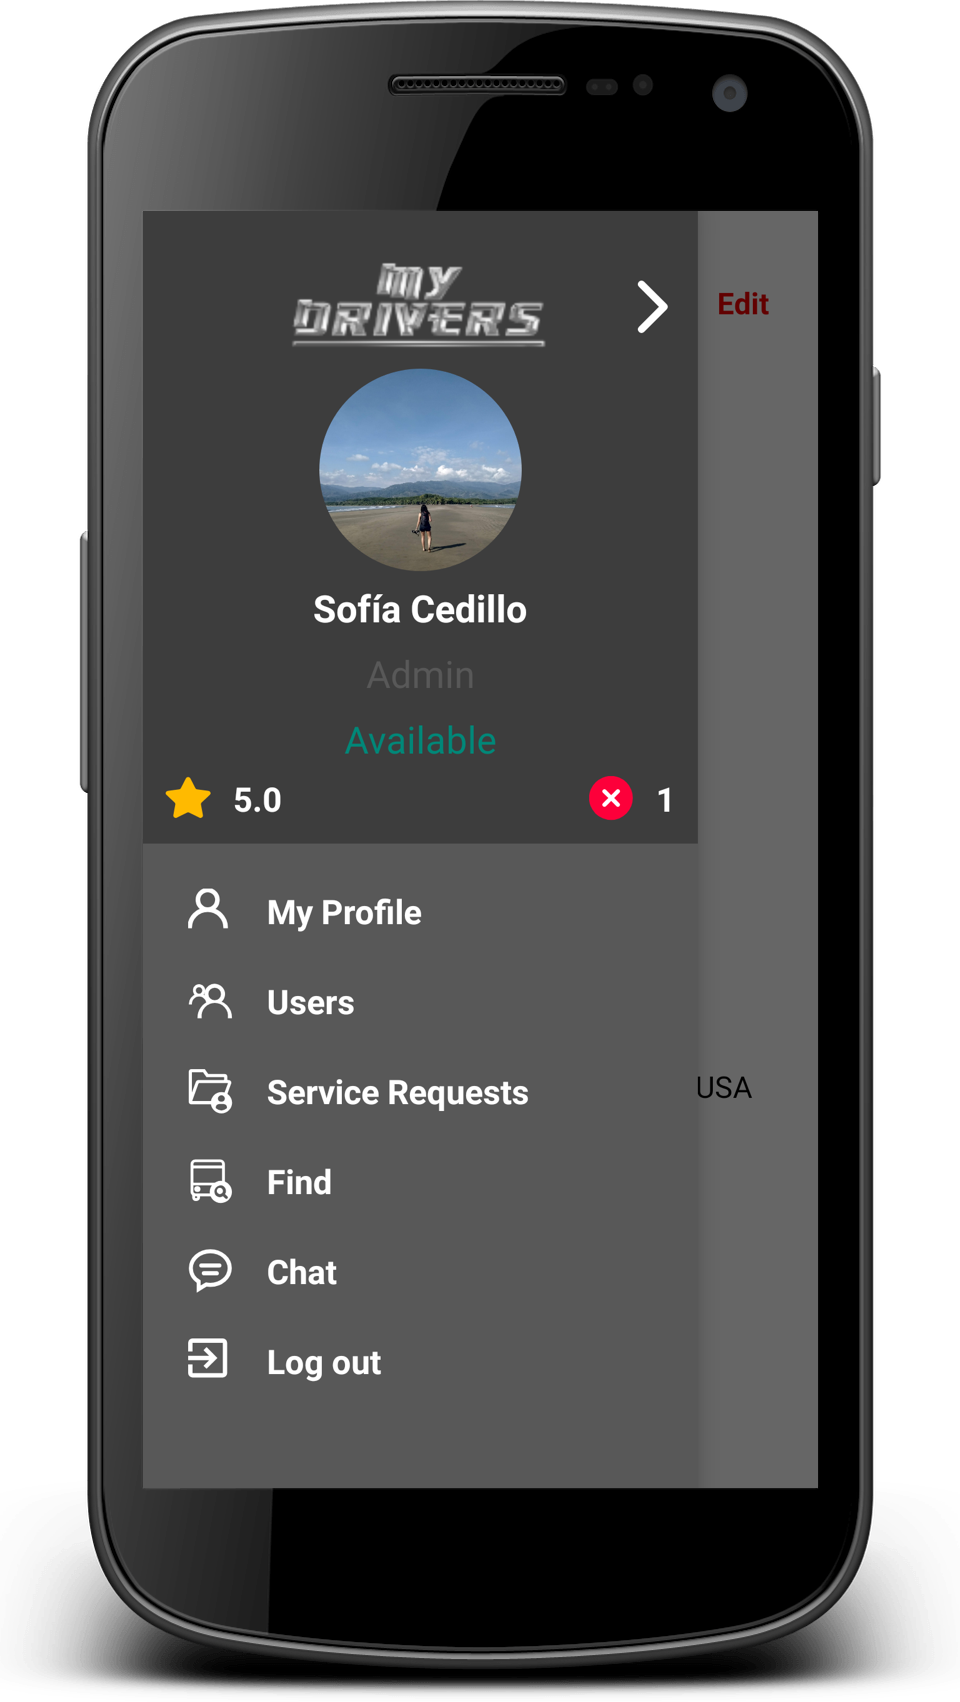 MY
DRIVERS
Edit
Sofía Cedillo
Admin
Available
5.0
1
My Profile
Users
Service Requests
USA
Find
Chat
Log out